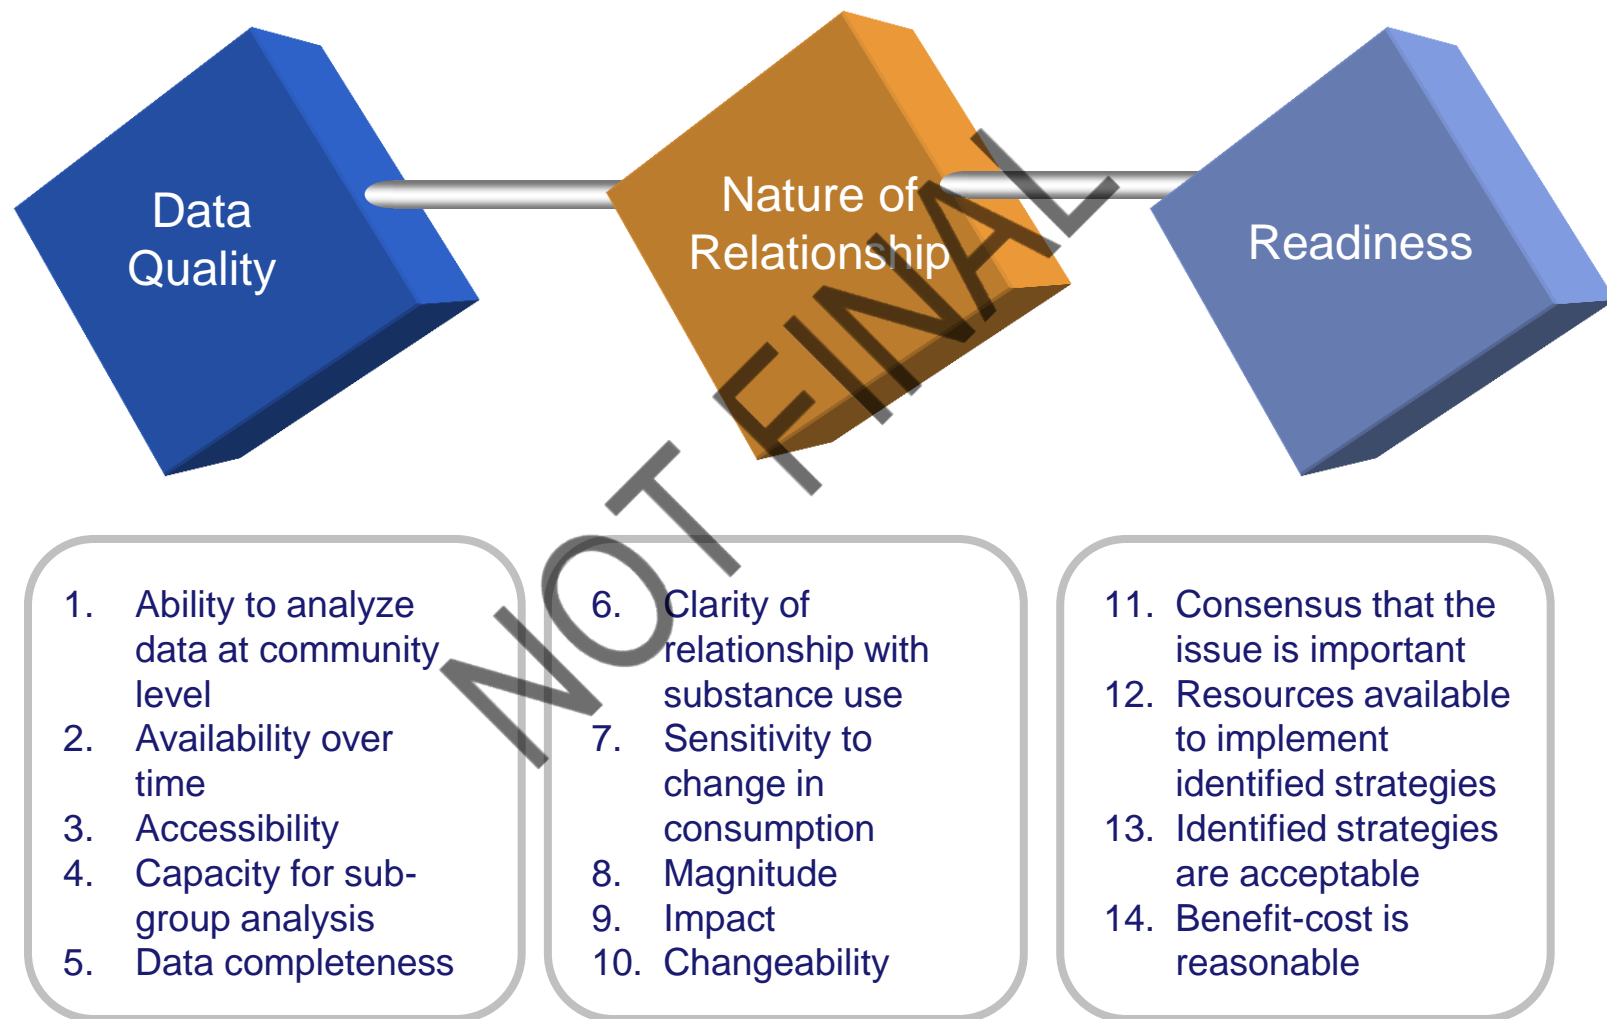 Data
Quality
Nature of
Relationship
Readiness
NOT FINAL
1. Ability to analyze
data at community
level
2. Availability over
time
3. Accessibility
4. Capacity for sub-
group analysis
5. Data completeness
6. Clarity of
relationship with
substance use
7. Sensitivity to
change in
consumption
8. Magnitude
9. Impact
10. Changeability
11. Consensus that the
issue is important
12. Resources available
to implement
identified strategies
13. Identified strategies
are acceptable
14. Benefit-cost is
reasonable